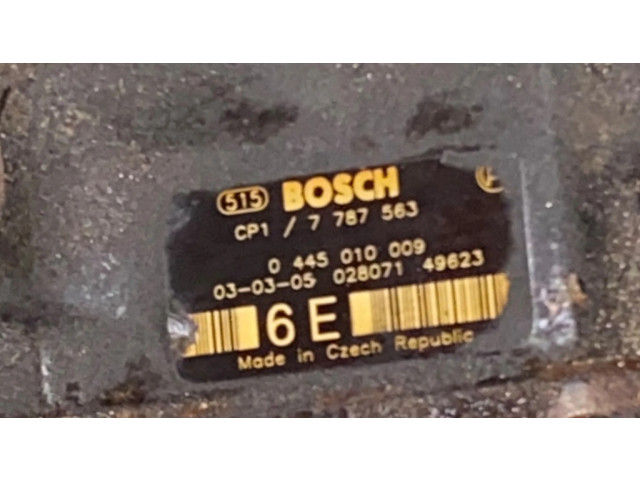 515 BOSCH
CP1 / 7 787 563
0 445 010 009
03-03-05 028071 49623
6E
Made in Czech Republic